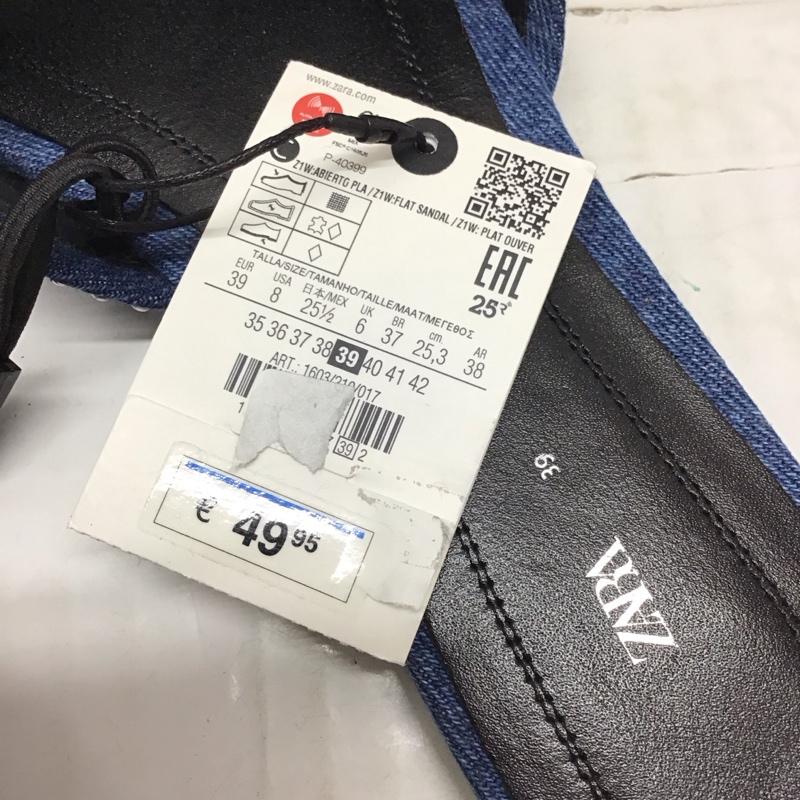 www.zara.com
P-40399
Z1W:ABIERTG PLA / Z1W:FLAT SANDAL / Z1W: PLAT OUVER
EAC
25
TALLA/SIZE/TAMANHO/TAILLE/MAAT/ΜΕΓΕΘΟΣ
EUR USA 日本/MEX UK BR cm. AR
39 8 25½ 6 37 25,3 38
35 36 37 38 39 40 41 42
ART.: 1603/210/017
1
39 2
€ 49 95
39
ZARA